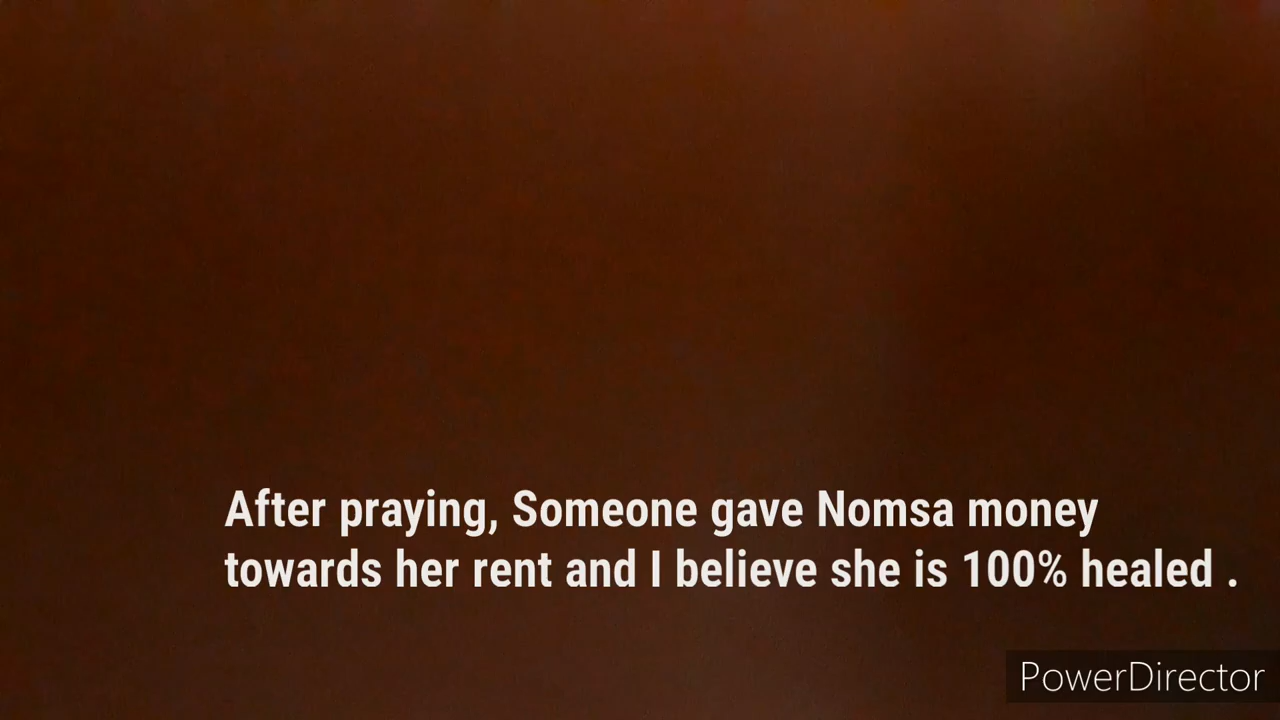 After praying, Someone gave Nomsa money
towards her rent and I believe she is 100% healed .
PowerDirector